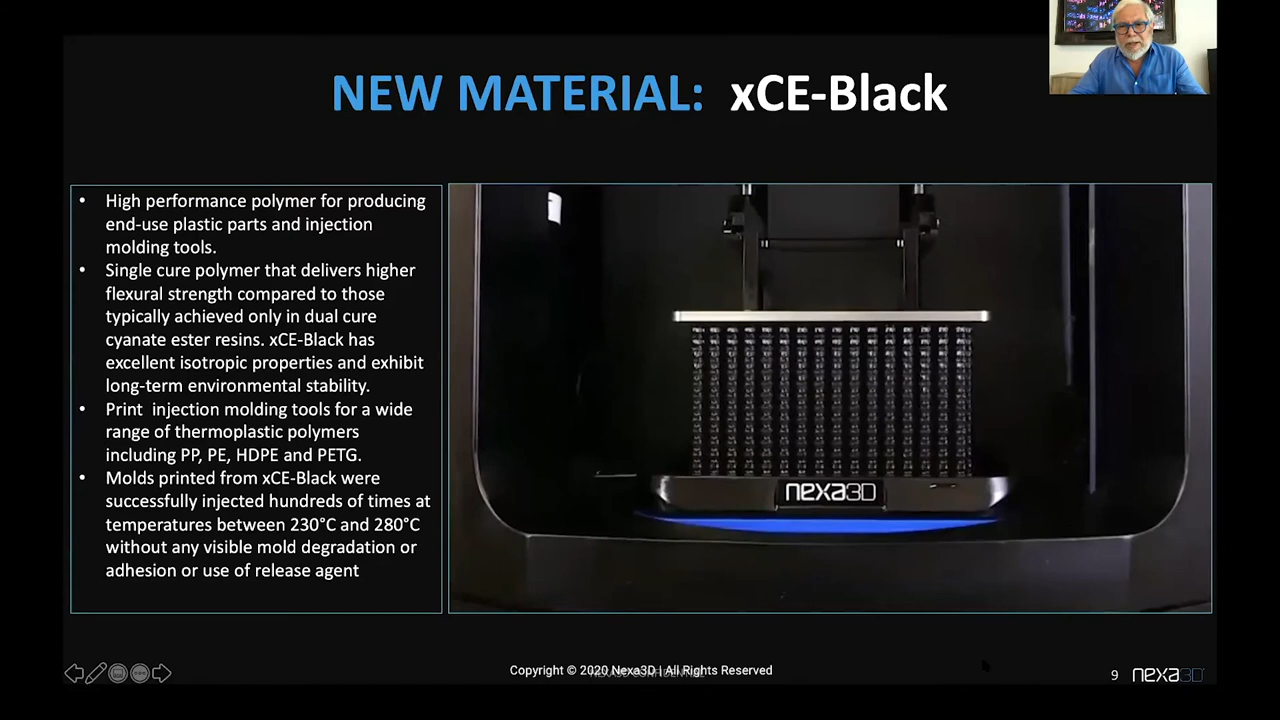 NEW MATERIAL: xCE-Black
• High performance polymer for producing
end-use plastic parts and injection
molding tools.
• Single cure polymer that delivers higher
flexural strength compared to those
typically achieved only in dual cure
cyanate ester resins. xCE-Black has
excellent isotropic properties and exhibit
long-term environmental stability.
• Print injection molding tools for a wide
range of thermoplastic polymers
including PP, PE, HDPE and PETG.
• Molds printed from xCE-Black were
successfully injected hundreds of times at
temperatures between 230°C and 280°C
without any visible mold degradation or
adhesion or use of release agent
nexa3D
Copyright © 2020 Nexa3D | All Rights Reserved
NEXA3D CONFIDENTIAL
9
nexa3D